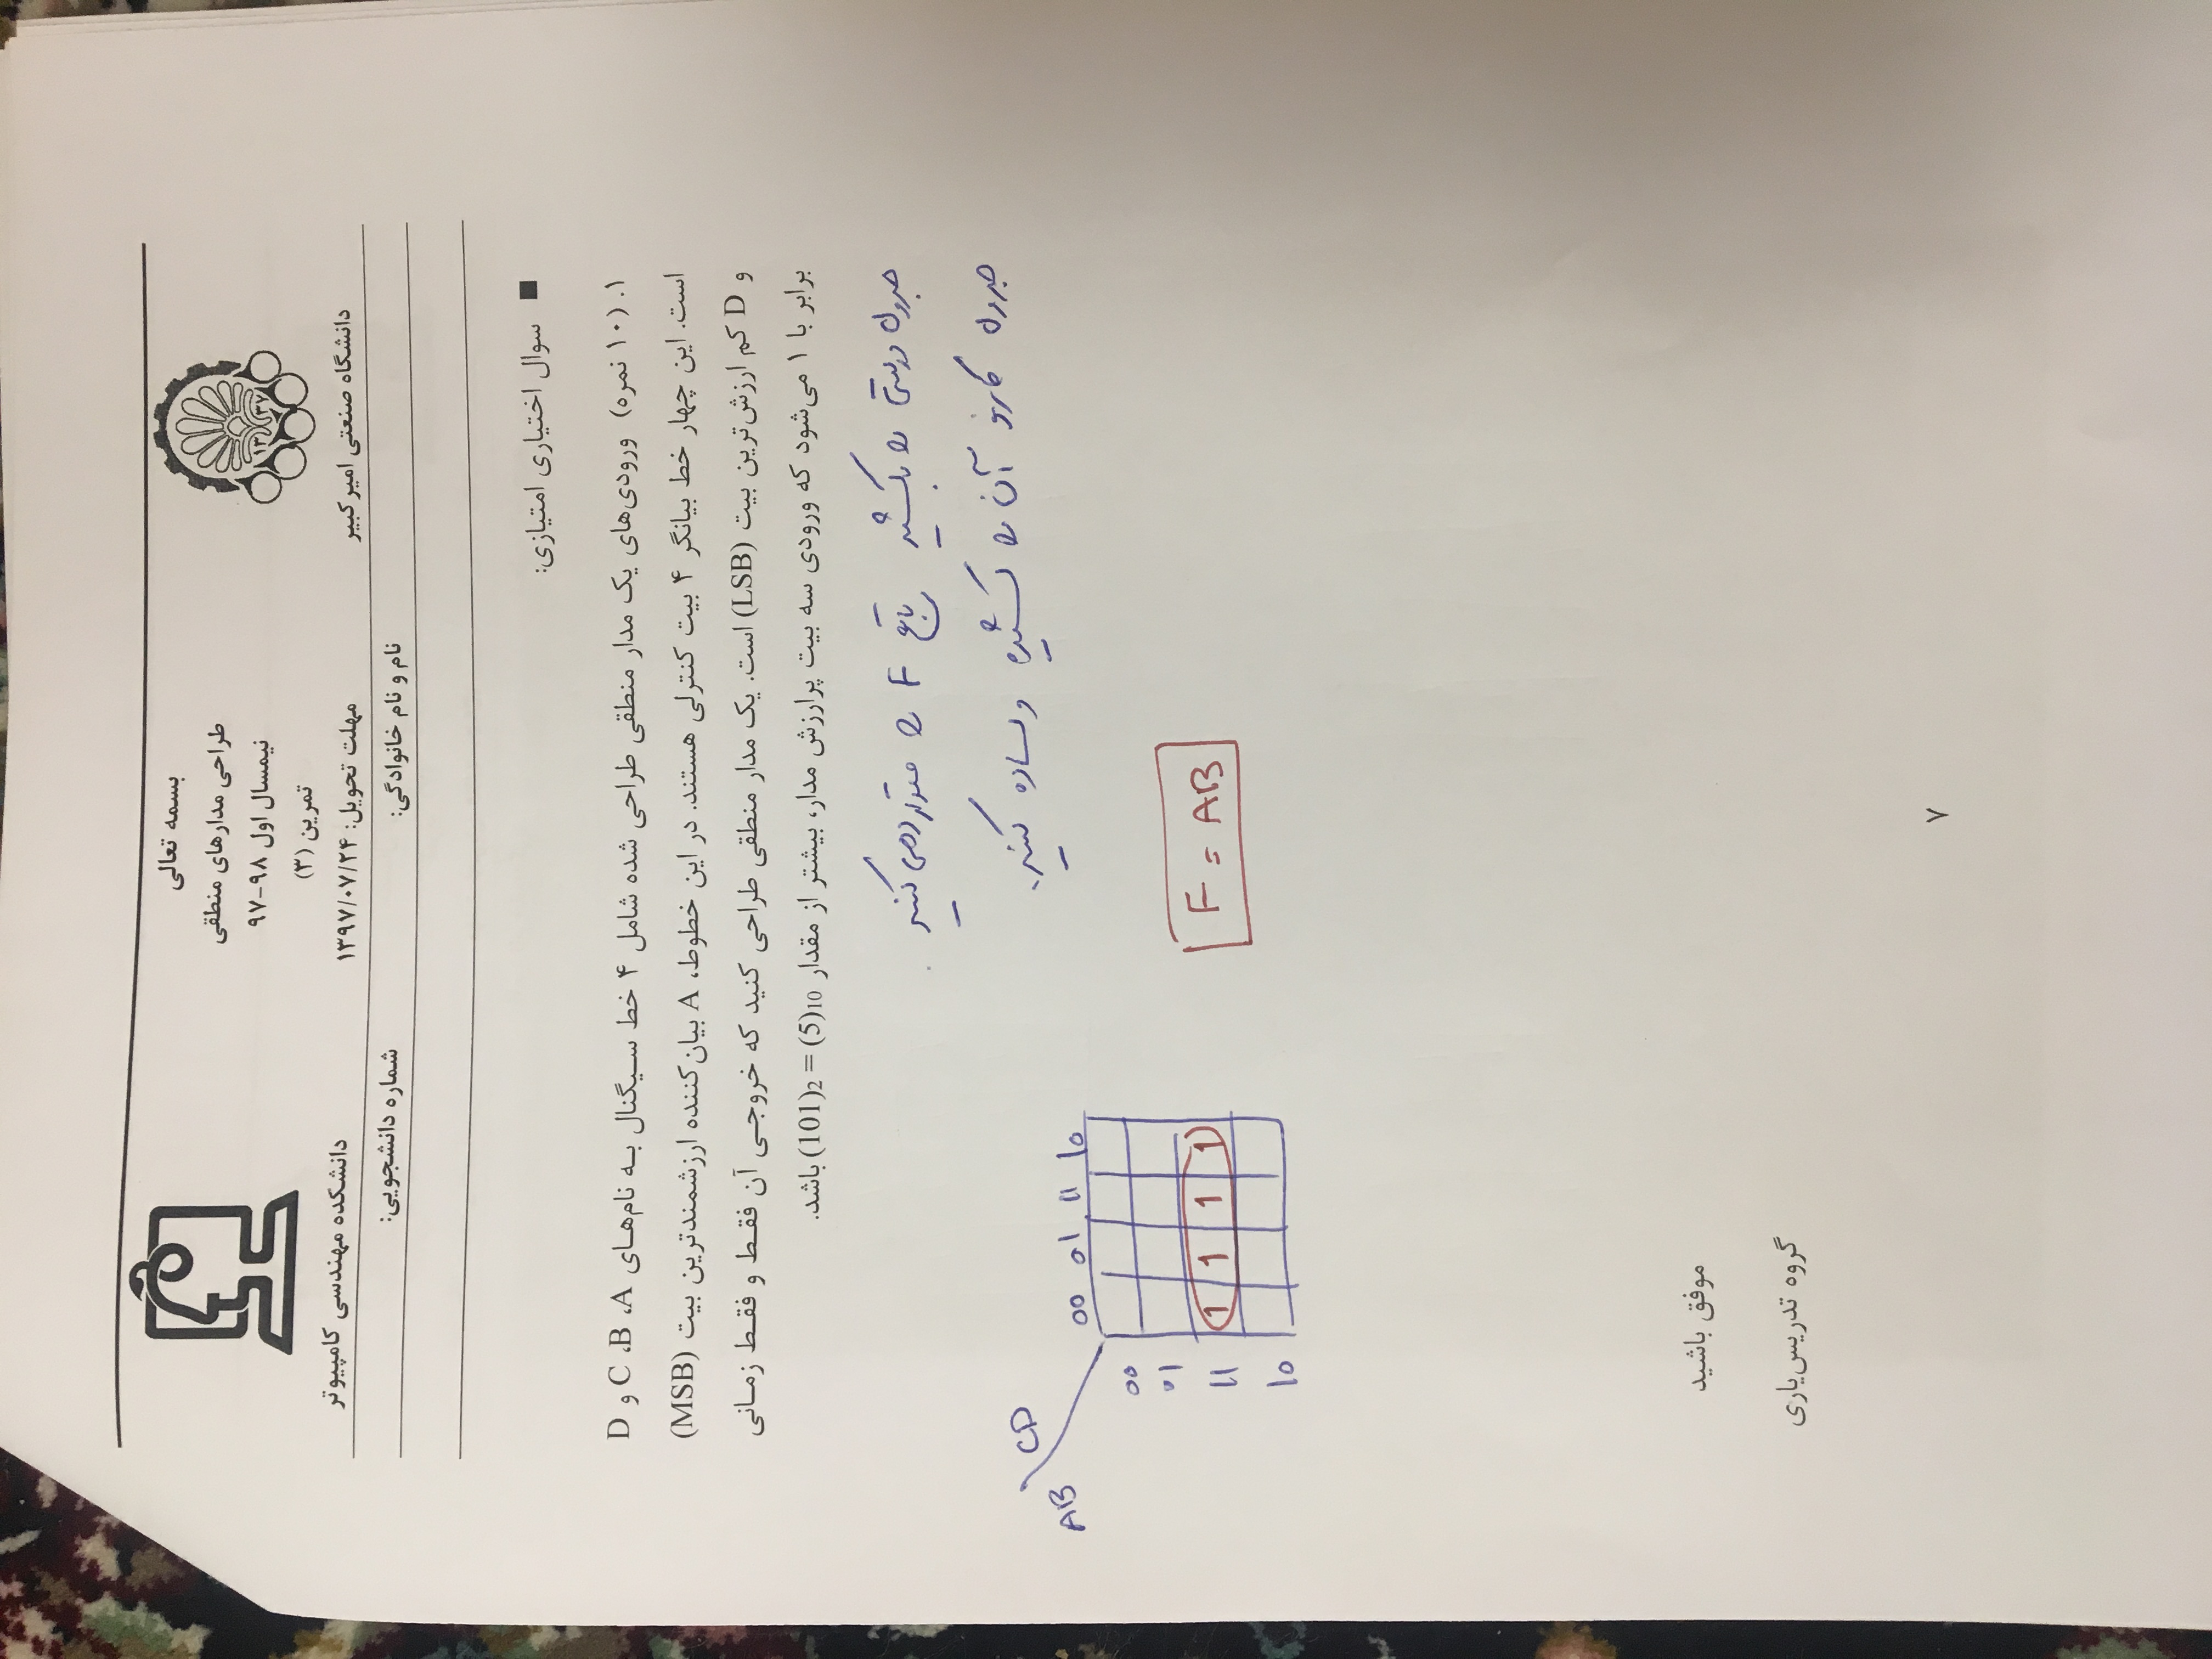 بسمه تعالی
طراحی مدارهای منطقی
نیمسال اول ۹۸-۹۷
تمرین (۳)
مهلت تحویل: ۱۳۹۷/۰۷/۲۴
۱۳ ۳۷
دانشگاه صنعتی امیرکبیر
دانشکده مهندسی کامپیوتر
نام و نام خانوادگی: شماره دانشجویی:
■ سوال اختیاری امتیازی:
۱. (۱۰ نمره) ورودی‌های یک مدار منطقی طراحی شده شامل ۴ خط سیگنال به نام‌های A، B، C و D
است. این چهار خط بیانگر ۴ بیت کنترلی هستند. در این خطوط، A بیان‌کننده ارزشمندترین بیت (MSB)
و D کم ارزش‌ترین بیت (LSB) است. یک مدار منطقی طراحی کنید که خروجی آن فقط و فقط زمانی
برابر با ۱ می‌شود که ورودی سه بیت پرارزش مدار، بیشتر از مقدار (101)2 = (5)10 باشد.
جدول درستی را بکشید تابع F را کنید
جدول کارنو آن را کشیده و ساده کنید.
CD
AB
00 01 11 10
00
01
11 1 1 1 1
10
F = AB
موفق باشید
گروه تدریس‌یاری
۷